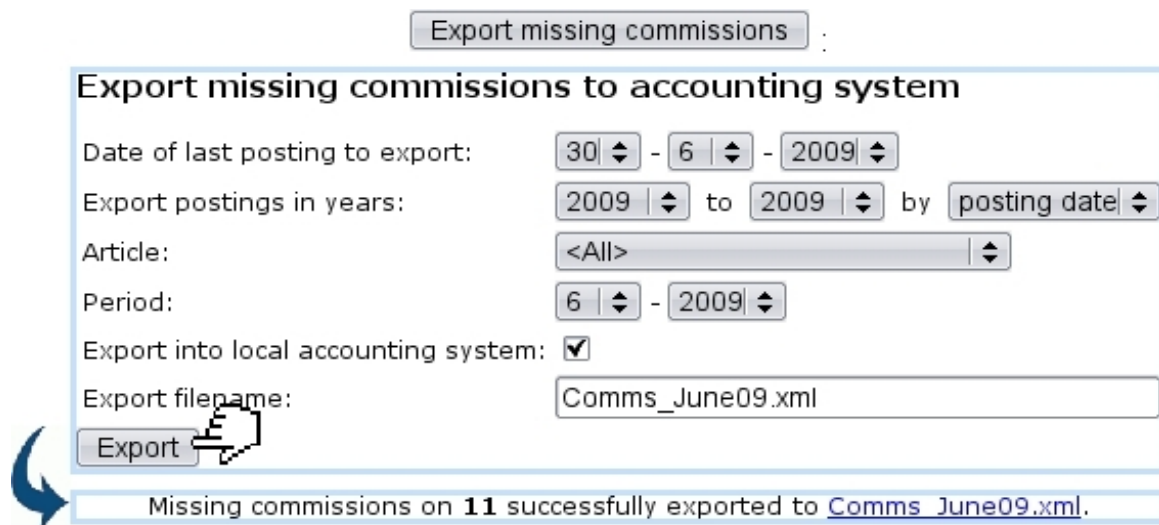 Export missing commissions :
Export missing commissions to accounting system
Date of last posting to export: 30 - 6 - 2009
Export postings in years: 2009 to 2009 by posting date
Article: <All>
Period: 6 - 2009
Export into local accounting system:
Export filename: Comms_June09.xml
Export
Missing commissions on 11 successfully exported to Comms_June09.xml.